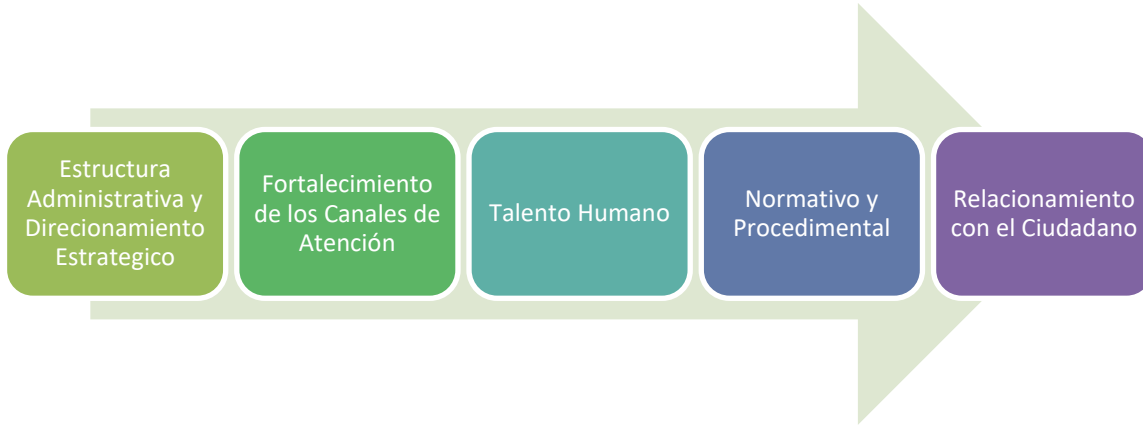 Estructura
Administrativa y
Direcionamiento
Estrategico
Fortalecimiento
de los Canales de
Atención
Talento Humano
Normativo y
Procedimental
Relacionamiento
con el Ciudadano